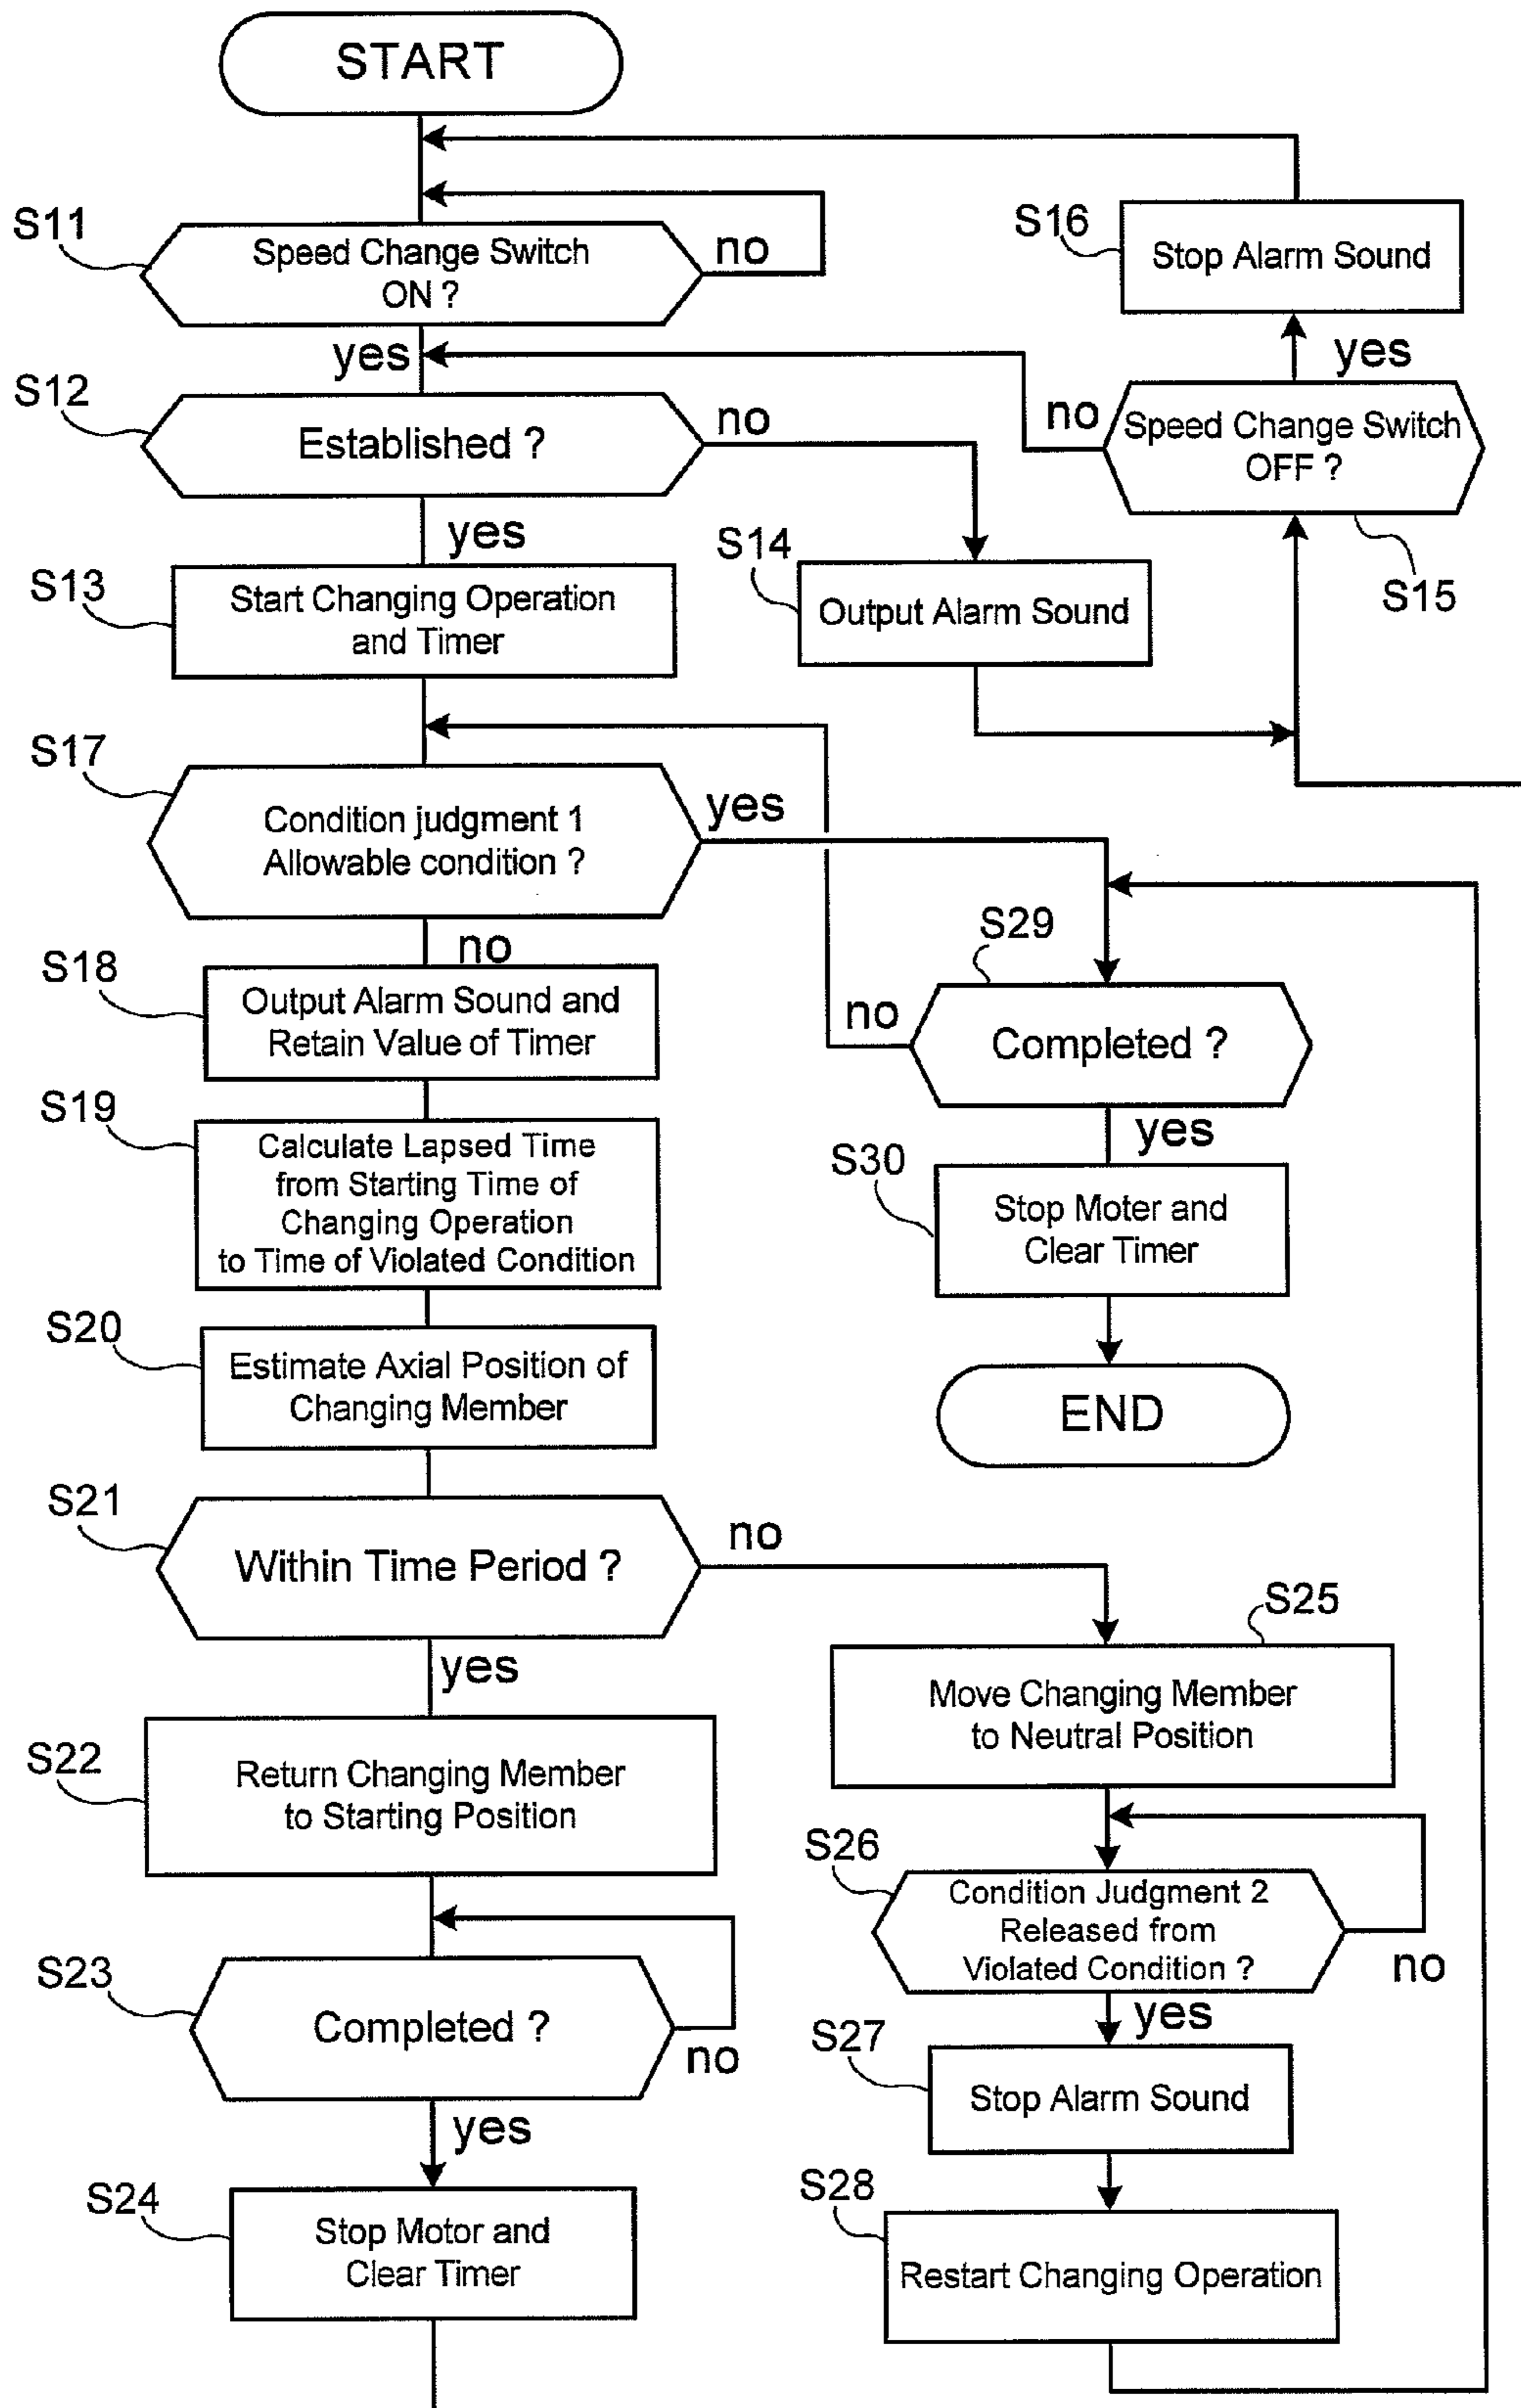 START
S11
Speed Change Switch
ON ?
no
yes
S16
Stop Alarm Sound
yes
S12
Established ?
no
yes
no
Speed Change Switch
OFF ?
S15
S13
Start Changing Operation
and Timer
S14
Output Alarm Sound
S17
Condition judgment 1
Allowable condition ?
yes
no
S18
Output Alarm Sound and
Retain Value of Timer
S29
Completed ?
no
yes
S19
Calculate Lapsed Time
from Starting Time of
Changing Operation
to Time of Violated Condition
S30
Stop Moter and
Clear Timer
S20
Estimate Axial Position of
Changing Member
END
S21
Within Time Period ?
no
yes
S25
Move Changing Member
to Neutral Position
S22
Return Changing Member
to Starting Position
S26
Condition Judgment 2
Released from
Violated Condition ?
no
yes
S23
Completed ?
no
yes
S27
Stop Alarm Sound
S24
Stop Motor and
Clear Timer
S28
Restart Changing Operation